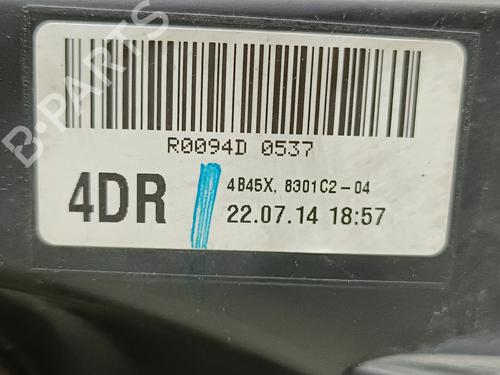 B-PARTS
R0094D 0537
4DR
4B45X, 8301C2-04
22.07.14 18:57